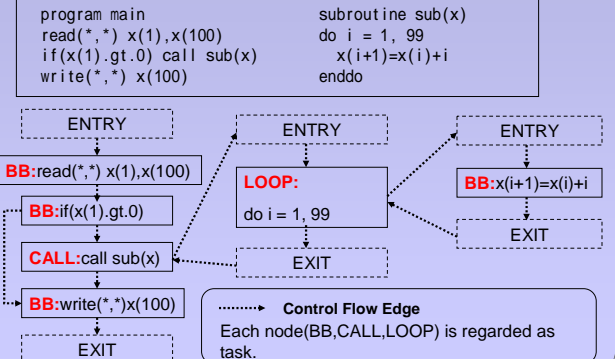 program main
read(*,*) x(1),x(100)
if(x(1).gt.0) call sub(x)
write(*,*) x(100)
subroutine sub(x)
do i = 1, 99
x(i+1)=x(i)+i
enddo
ENTRY
BB:read(*,*) x(1),x(100)
BB:if(x(1).gt.0)
CALL:call sub(x)
BB:write(*,*)x(100)
EXIT
ENTRY
LOOP:
do i = 1, 99
EXIT
ENTRY
BB:x(i+1)=x(i)+i
EXIT
Control Flow Edge
Each node(BB,CALL,LOOP) is regarded as
task.